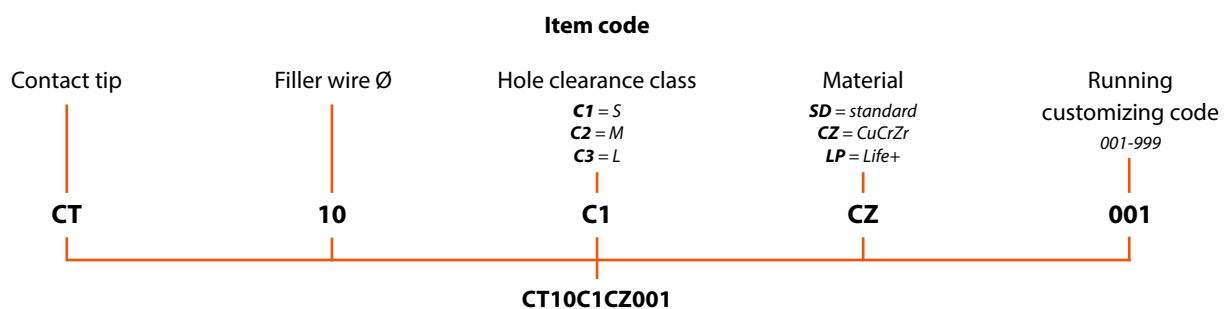 Item code
Contact tip
Filler wire Ø
Hole clearance class
C1 = S
C2 = M
C3 = L
Material
SD = standard
CZ = CuCrZr
LP = Life+
Running
customizing code
001-999
CT
10
C1
CZ
001
CT10C1CZ001